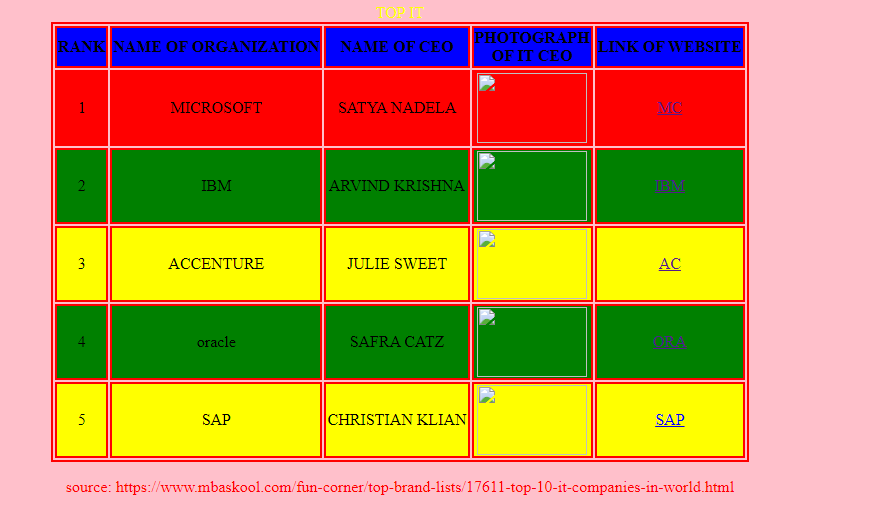 TOP IT
RANK NAME OF ORGANIZATION NAME OF CEO PHOTOGRAPH OF IT CEO LINK OF WEBSITE
1 MICROSOFT SATYA NADELA MC
2 IBM ARVIND KRISHNA IBM
3 ACCENTURE JULIE SWEET AC
4 oracle SAFRA CATZ ORA
5 SAP CHRISTIAN KLIAN SAP
source: https://www.mbaskool.com/fun-corner/top-brand-lists/17611-top-10-it-companies-in-world.html